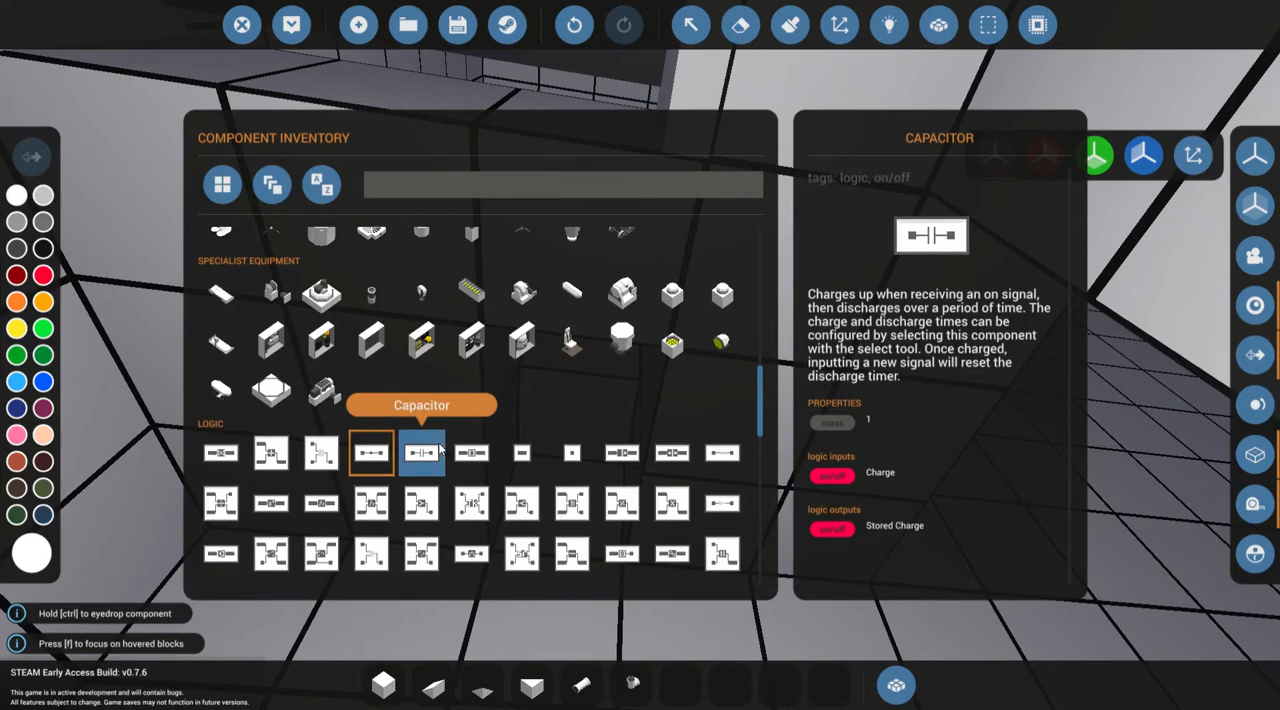 COMPONENT INVENTORY
A
Z
SPECIALIST EQUIPMENT
Capacitor
LOGIC
CAPACITOR
tags: logic, on/off
Charges up when receiving an on signal,
then discharges over a period of time. The
charge and discharge times can be
configured by selecting this component
with the select tool. Once charged,
inputting a new signal will reset the
discharge timer.
PROPERTIES
mass 1
logic inputs
on/off Charge
logic outputs
on/off Stored Charge
i Hold [ctrl] to eyedrop component
i Press [f] to focus on hovered blocks
STEAM Early Access Build: v0.7.6
This game is in active development and will contain bugs.
All features subject to change. Game saves may not function in future versions.